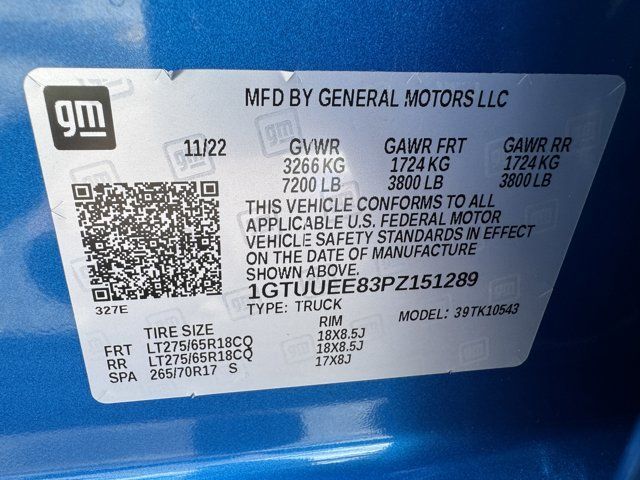 gm
MFD BY GENERAL MOTORS LLC
11/22 GVWR GAWR FRT GAWR RR
3266 KG 1724 KG 1724 KG
7200 LB 3800 LB 3800 LB
THIS VEHICLE CONFORMS TO ALL
APPLICABLE U.S. FEDERAL MOTOR
VEHICLE SAFETY STANDARDS IN EFFECT
ON THE DATE OF MANUFACTURE
SHOWN ABOVE.
1GTUUEE83PZ151289
327E TYPE: TRUCK MODEL: 39TK10543
TIRE SIZE RIM
FRT LT275/65R18CQ 18X8.5J
RR LT275/65R18CQ 18X8.5J
SPA 265/70R17 S 17X8J